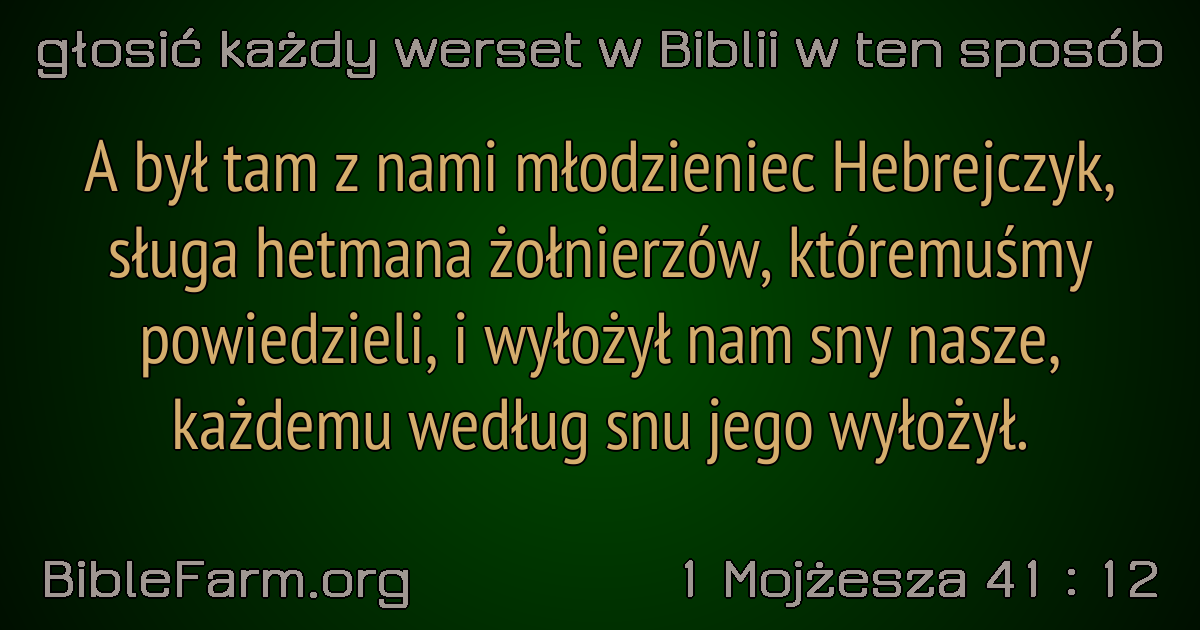 głosić każdy werset w Biblii w ten sposób
A był tam z nami młodzieniec Hebrejczyk,
sługa hetmana żołnierzów, któremuśmy
powiedzieli, i wyłożył nam sny nasze,
każdemu według snu jego wyłożył.
BibleFarm.org
1 Mojżesza 41 : 12